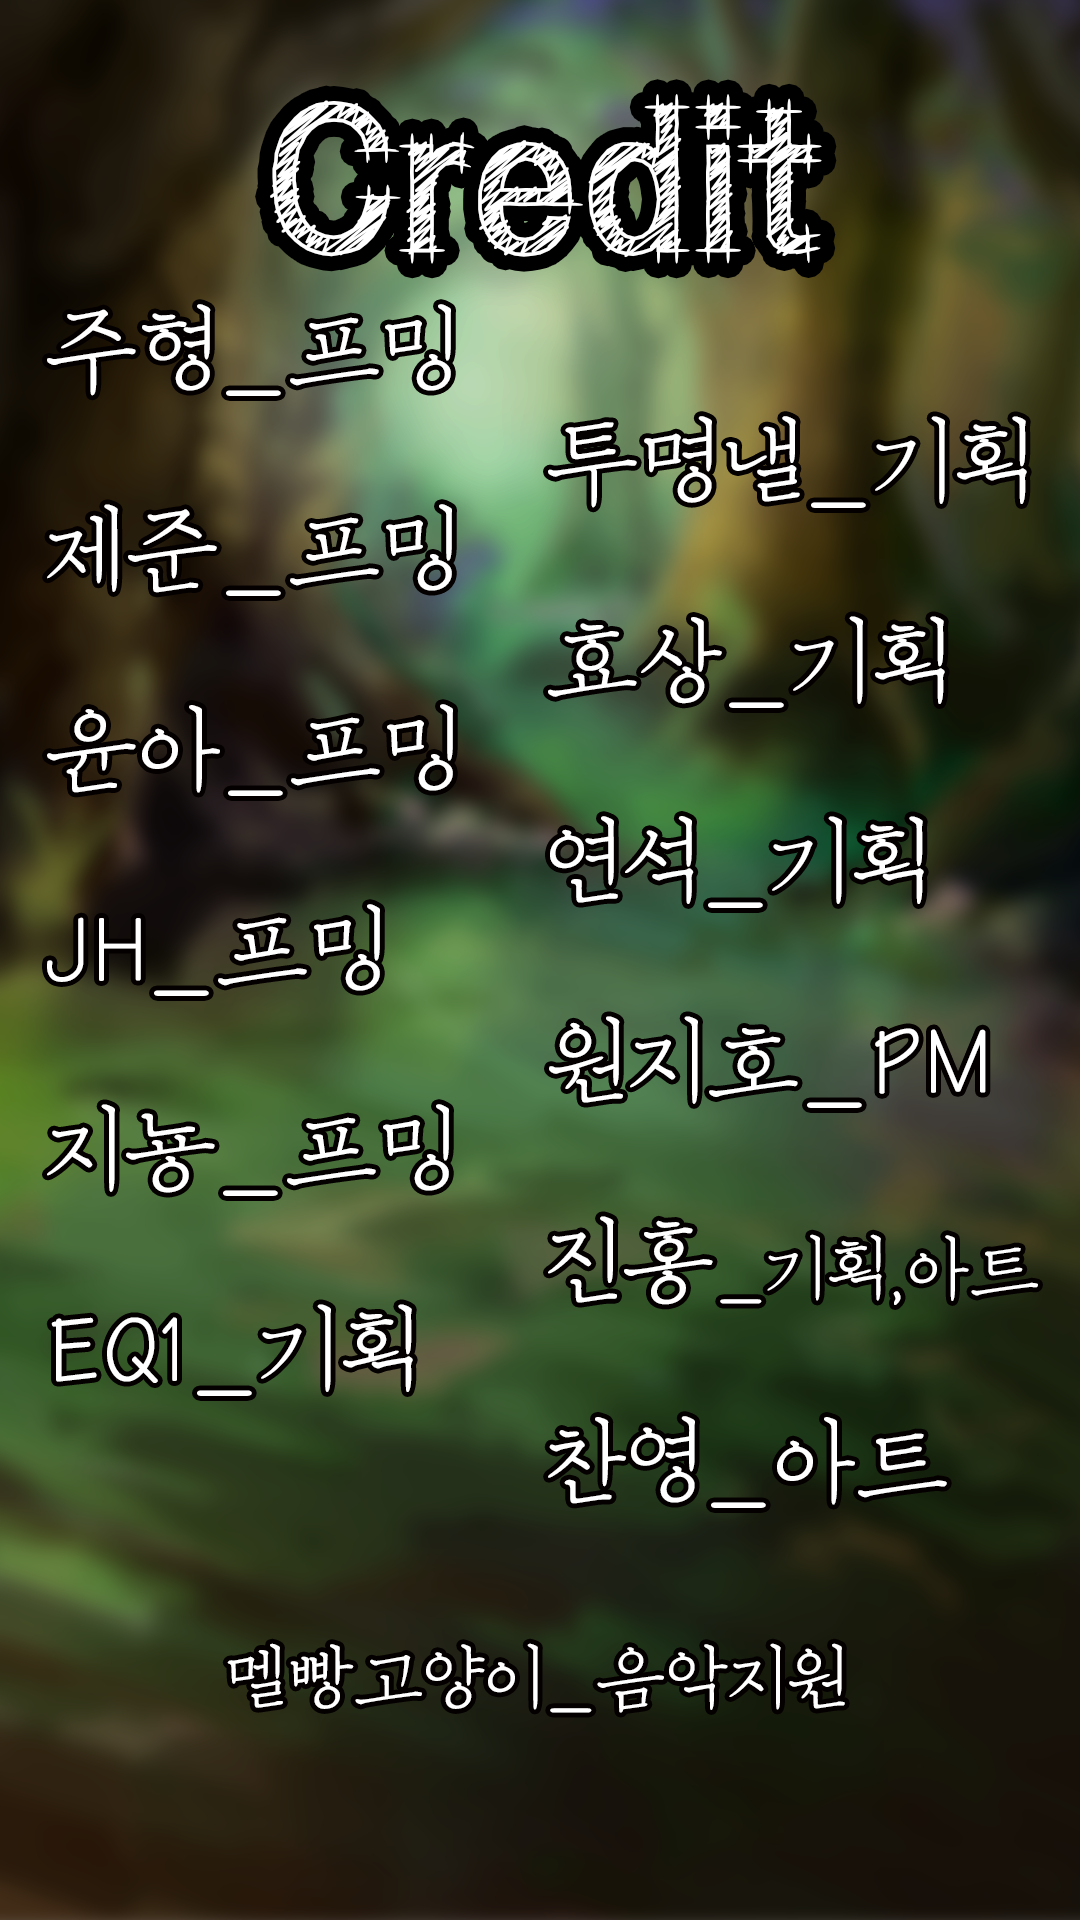 Credit
주형_프밍
투명낼_기획
제준_프밍
효상_기획
윤아_프밍
연석_기획
JH_프밍
원지호_PM
지뇽_프밍
진홍_기획,아트
EQ1_기획
찬영_아트
멜빵고양이_음악지원